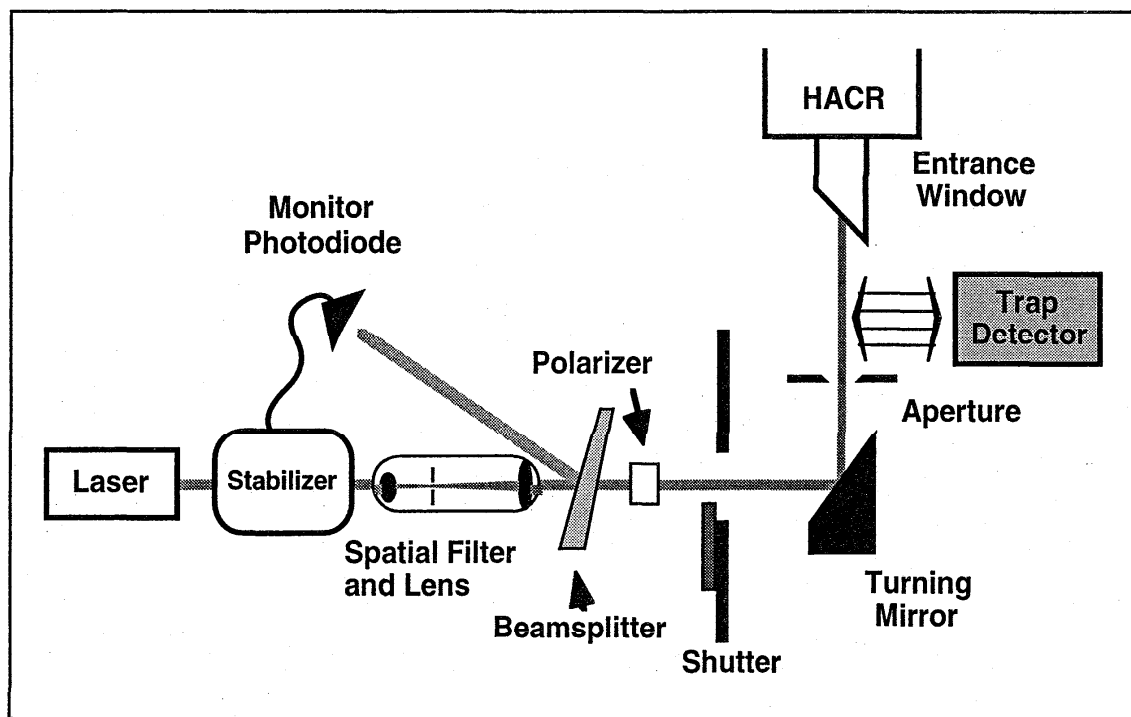 HACR
Entrance
Window
Monitor
Photodiode
Trap
Detector
Polarizer
Aperture
Laser
Stabilizer
Spatial Filter
and Lens
Turning
Mirror
Beamsplitter
Shutter